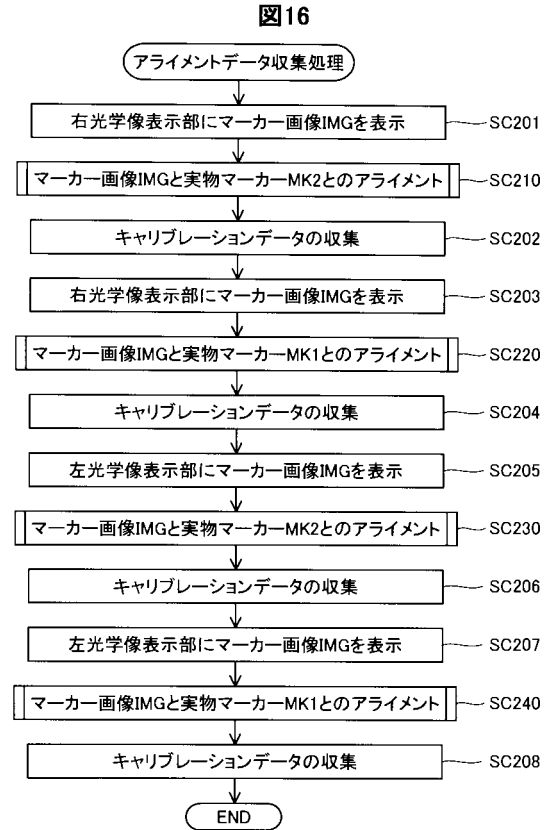 図16
アライメントデータ収集処理
右光学像表示部にマーカー画像IMGを表示 SC201
マーカー画像IMGと実物マーカーMK2とのアライメント SC210
キャリブレーションデータの収集 SC202
右光学像表示部にマーカー画像IMGを表示 SC203
マーカー画像IMGと実物マーカーMK1とのアライメント SC220
キャリブレーションデータの収集 SC204
左光学像表示部にマーカー画像IMGを表示 SC205
マーカー画像IMGと実物マーカーMK2とのアライメント SC230
キャリブレーションデータの収集 SC206
左光学像表示部にマーカー画像IMGを表示 SC207
マーカー画像IMGと実物マーカーMK1とのアライメント SC240
キャリブレーションデータの収集 SC208
END